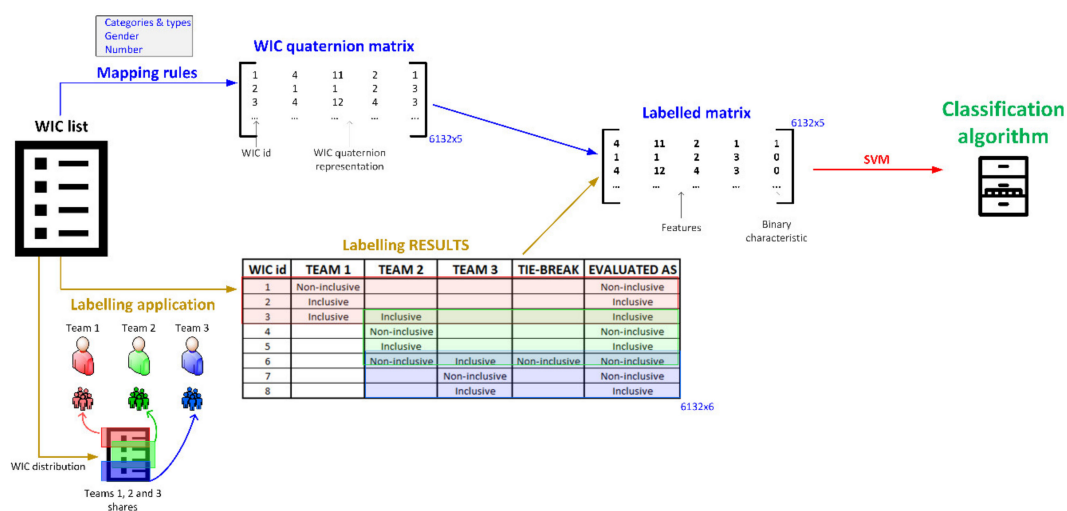 Categories & types
Gender
Number
Mapping rules
WIC list
WIC quaternion matrix
1 4 11 2 1
2 1 1 2 3
3 4 12 4 3
... ... ... ... ...
6132x5
WIC id
WIC quaternion
representation
Labelled matrix
6132x5
4 11 2 1 1
1 1 2 3 0
4 12 4 3 0
... ... ... ... ...
Features
Binary
characteristic
SVM
Classification
algorithm
Labelling RESULTS
WIC id TEAM 1 TEAM 2 TEAM 3 TIE-BREAK EVALUATED AS
1 Non-inclusive Non-inclusive
2 Inclusive Inclusive
3 Inclusive Inclusive Inclusive
4 Non-inclusive Non-inclusive
5 Inclusive Inclusive
6 Non-inclusive Inclusive Non-inclusive Non-inclusive
7 Non-inclusive Non-inclusive
8 Inclusive Inclusive
6132x6
Labelling application
Team 1 Team 2 Team 3
WIC distribution
Teams 1, 2 and 3
shares